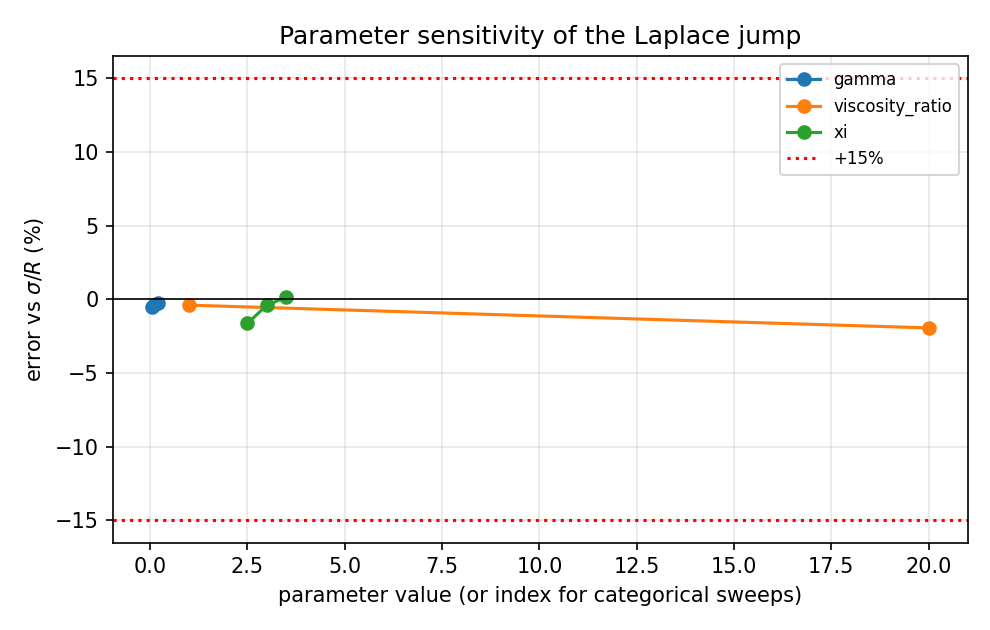 Parameter sensitivity of the Laplace jump
error vs σ/R (%)
15
10
5
0
−5
−10
−15
gamma
viscosity_ratio
xi
+15%
0.0 2.5 5.0 7.5 10.0 12.5 15.0 17.5 20.0
parameter value (or index for categorical sweeps)